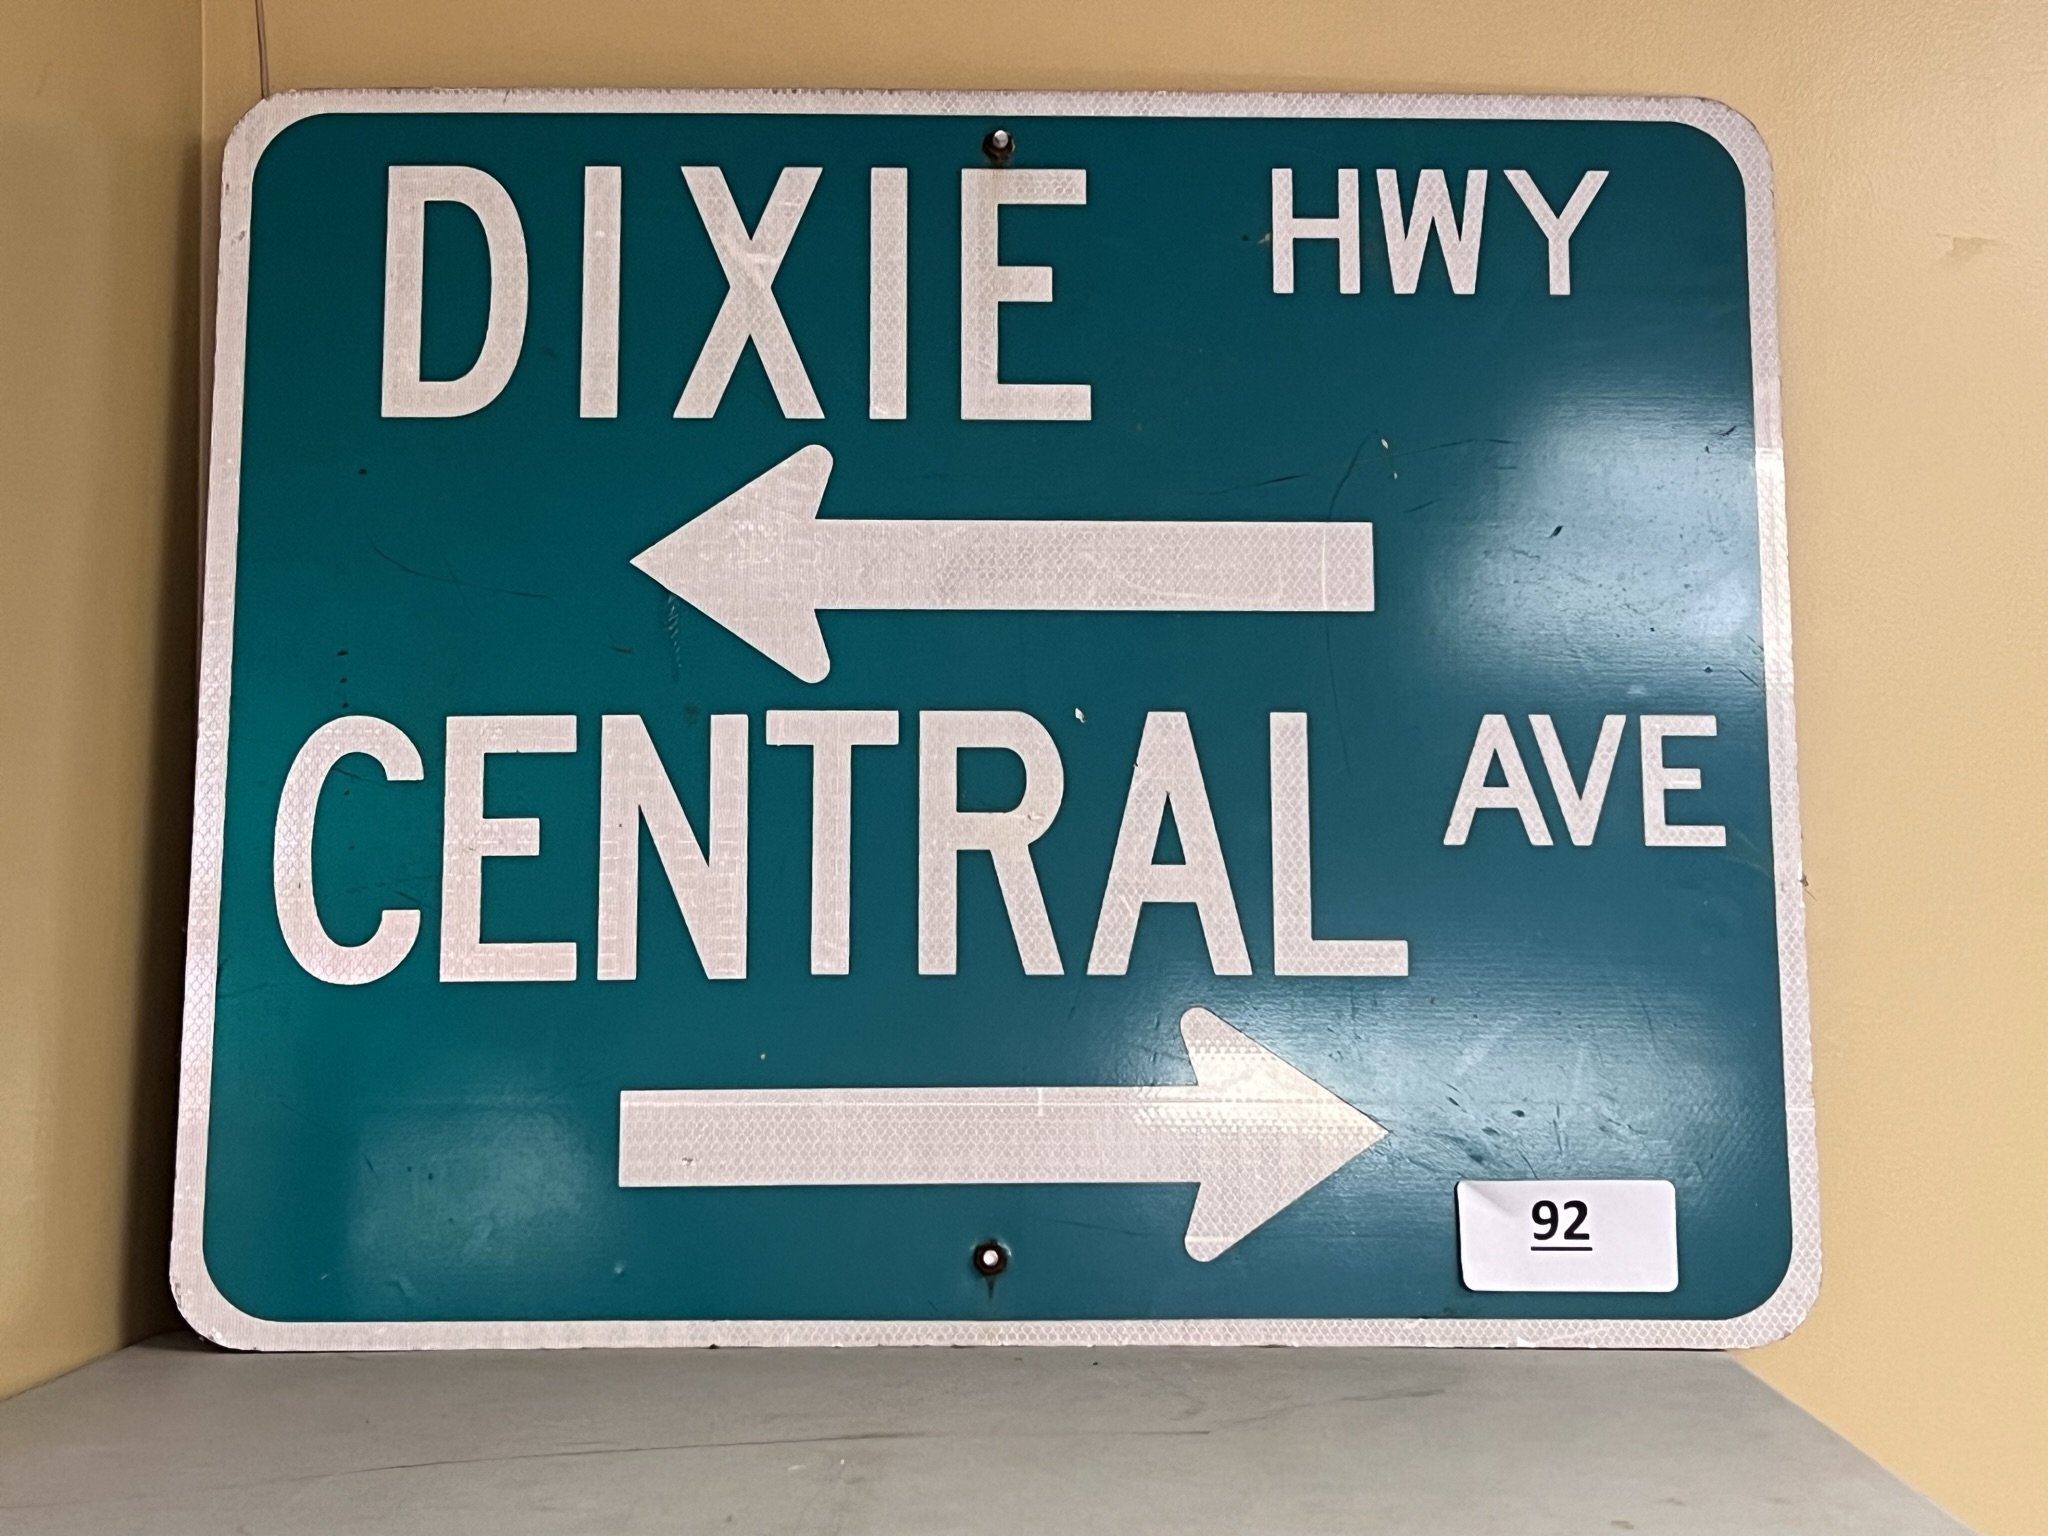 DIXIE HWY
CENTRAL AVE
92